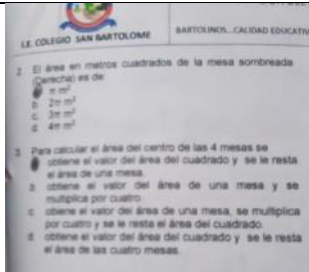 I.E. COLEGIO SAN BARTOLOME
BARTOLINOS...CALIDAD EDUCATIV
2. El área en metros cuadrados de la mesa sombreada
(Derecha) es de:
π m²
b. 2π m²
c. 3π m²
d. 4π m²
3. Para calcular el área del centro de las 4 mesas se
obtiene el valor del área del cuadrado y se le resta
el área de una mesa.
obtiene el valor del área de una mesa y se
multiplica por cuatro.
c. obiene el valor del área de una mesa, se multiplica
por cuatro y se le resta el área del cuadrado.
d. obtiene el valor del área del cuadrado y se le resta
el área de las cuatro mesas.